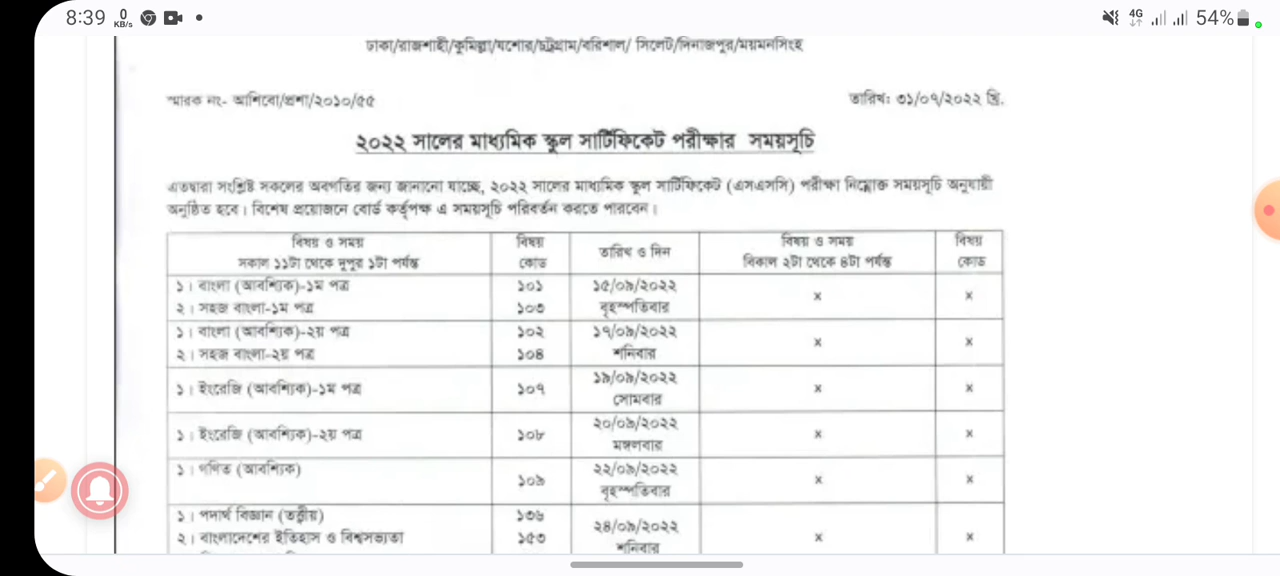 8:39 0 KB/s 4G 54%
ঢাকা/রাজশাহী/কুমিল্লা/যশোর/চট্টগ্রাম/বরিশাল/ সিলেট/দিনাজপুর/ময়মনসিংহ
স্মারক নং- আশিবো/প্রশা/২০১০/৫৫ তারিখঃ ৩১/০৭/২০২২ খ্রি.
২০২২ সালের মাধ্যমিক স্কুল সার্টিফিকেট পরীক্ষার সময়সূচি
এতদ্বারা সংশ্লিষ্ট সকলের অবগতির জন্য জানানো যাচ্ছে, ২০২২ সালের মাধ্যমিক স্কুল সার্টিফিকেট (এসএসসি) পরীক্ষা নিম্নোক্ত সময়সূচি অনুযায়ী
অনুষ্ঠিত হবে। বিশেষ প্রয়োজনে বোর্ড কর্তৃপক্ষ এ সময়সূচি পরিবর্তন করতে পারবেন।
বিষয় ও সময় বিষয় তারিখ ও দিন বিষয় ও সময় বিষয়
সকাল ১১টা থেকে দুপুর ১টা পর্যন্ত কোড বিকাল ২টা থেকে ৪টা পর্যন্ত কোড
১। বাংলা (আবশ্যিক)-১ম পত্র ১০১ ১৫/০৯/২০২২ x x
২। সহজ বাংলা-১ম পত্র ১০৩ বৃহস্পতিবার
১। বাংলা (আবশ্যিক)-২য় পত্র ১০২ ১৭/০৯/২০২২ x x
২। সহজ বাংলা-২য় পত্র ১০৪ শনিবার
১। ইংরেজি (আবশ্যিক)-১ম পত্র ১০৭ ১৯/০৯/২০২২ x x
সোমবার
১। ইংরেজি (আবশ্যিক)-২য় পত্র ১০৮ ২০/০৯/২০২২ x x
মঙ্গলবার
১। গণিত (আবশ্যিক) ১০৯ ২২/০৯/২০২২ x x
বৃহস্পতিবার
১। পদার্থ বিজ্ঞান (তত্ত্বীয়) ১৩৬ ২৪/০৯/২০২২ x x
২। বাংলাদেশের ইতিহাস ও বিশ্বসভ্যতা ১৫৩ শনিবার